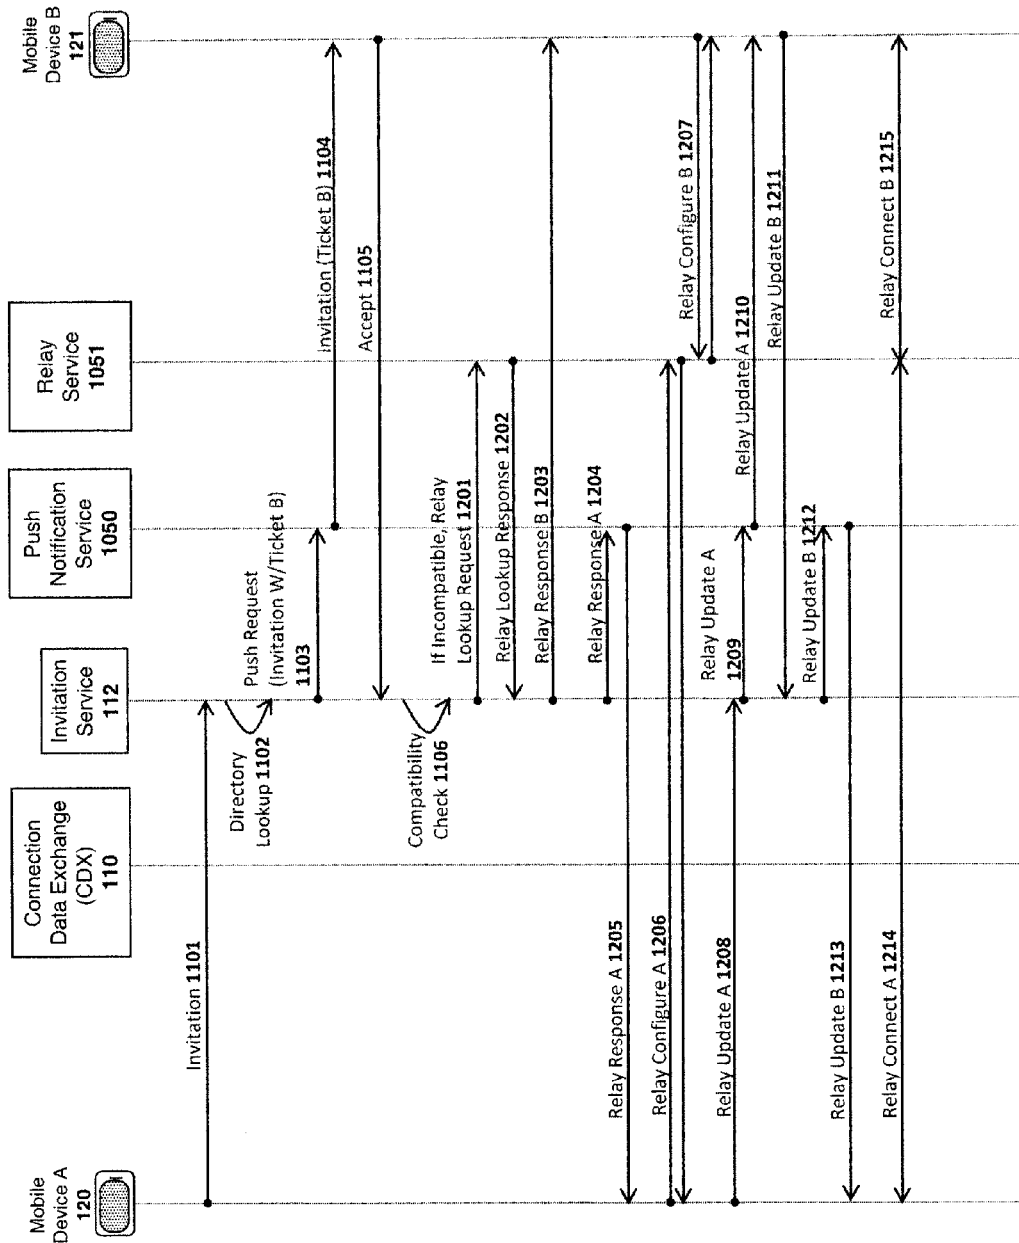 Mobile
Device A
120
Connection
Data Exchange
(CDX)
110
Invitation
Service
112
Push
Notification
Service
1050
Relay
Service
1051
Mobile
Device B
121
Invitation 1101
Directory
Lookup 1102
Push Request
(Invitation W/Ticket B)
1103
Invitation (Ticket B) 1104
Accept 1105
Compatibility
Check 1106
If Incompatible, Relay
Lookup Request 1201
Relay Lookup Response 1202
Relay Response B 1203
Relay Response A 1204
Relay Response A 1205
Relay Configure A 1206
Relay Configure B 1207
Relay Update A 1208
Relay Update A
1209
Relay Update A 1210
Relay Update B 1211
Relay Update B 1212
Relay Update B 1213
Relay Connect A 1214
Relay Connect B 1215